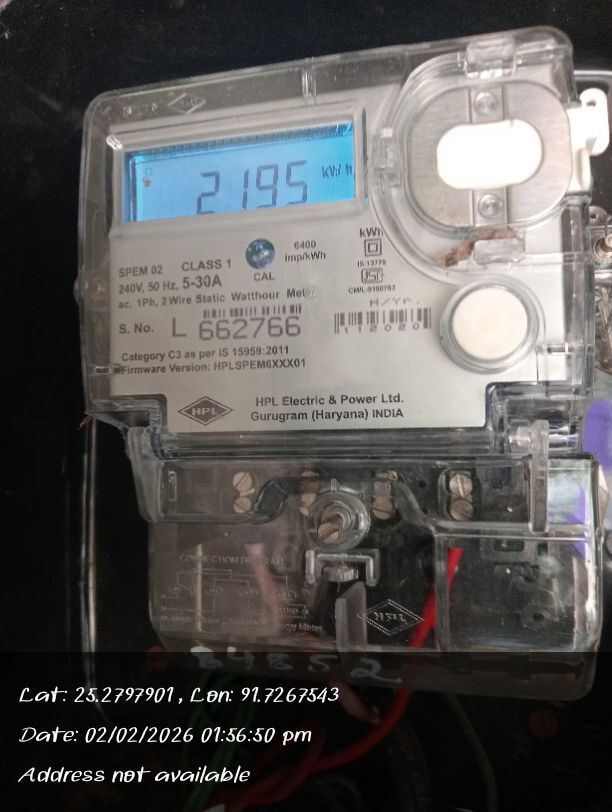 2195 kWh
kWh
6400
imp/kWh
IS:13779
CM/L-9190793
SPEM 02 CLASS 1
CAL
240V, 50 Hz, 5-30A
ac, 1Ph, 2 Wire Static Watthour Meter
M/YR.
S. No. L 662766
112020
Category C3 as per IS 15959:2011
Firmware Version: HPLSPEM6XXX01
HPL
HPL Electric & Power Ltd.
Gurugram (Haryana) INDIA
CONNECTION DIAGRAM
HPL
84852
Lat: 25.2797901 , Lon: 91.7267543
Date: 02/02/2026 01:56:50 pm
Address not available